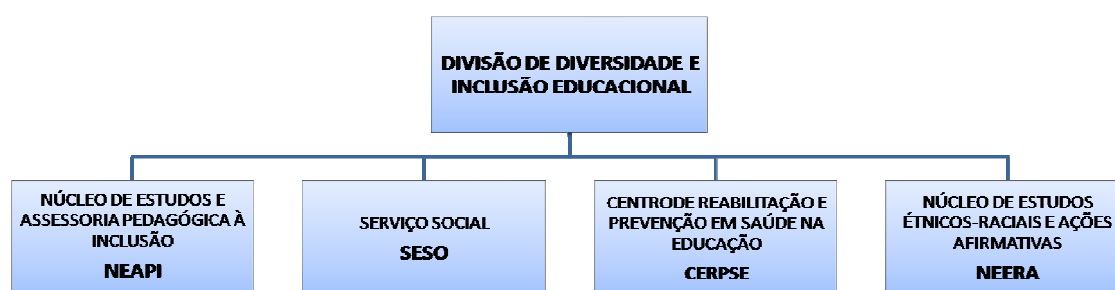 DIVISÃO DE DIVERSIDADE E
INCLUSÃO EDUCACIONAL
NÚCLEO DE ESTUDOS E
ASSESSORIA PEDAGÓGICA À
INCLUSÃO
NEAPI
SERVIÇO SOCIAL
SESO
CENTRODE REABILITAÇÃO E
PREVENÇÃO EM SAÚDE NA
EDUCAÇÃO
CERPSE
NÚCLEO DE ESTUDOS
ÉTNICOS-RACIAIS E AÇÕES
AFIRMATIVAS
NEERA